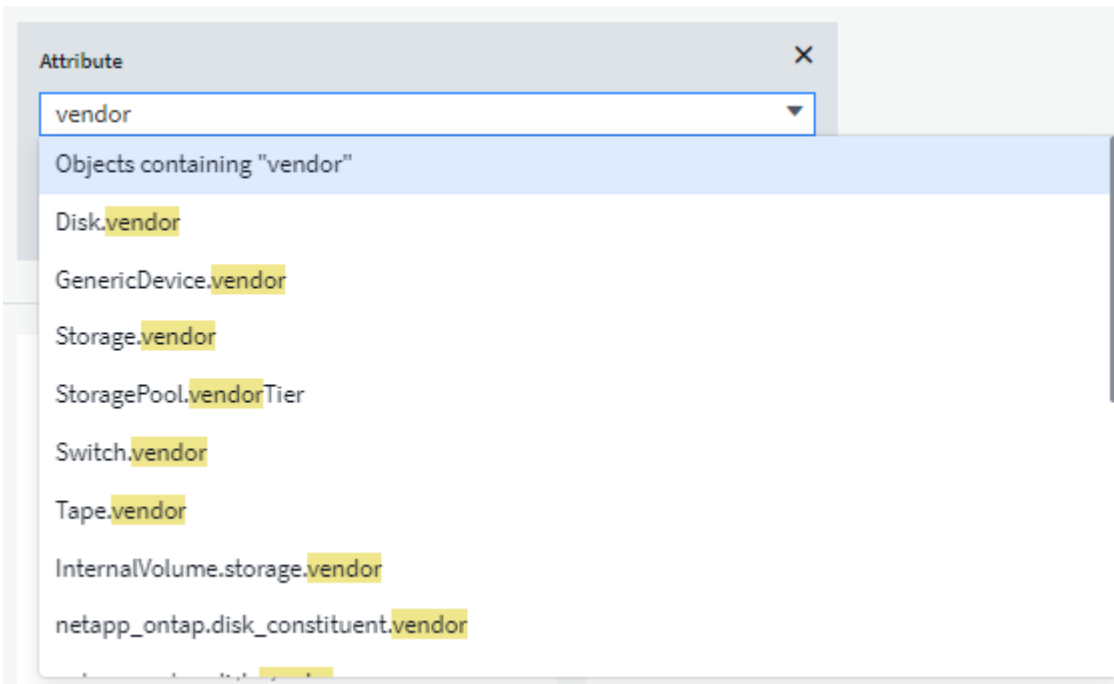 Attribute
vendor
Objects containing "vendor"
Disk.vendor
GenericDevice.vendor
Storage.vendor
StoragePool.vendorTier
Switch.vendor
Tape.vendor
InternalVolume.storage.vendor
netapp_ontap.disk_constituent.vendor